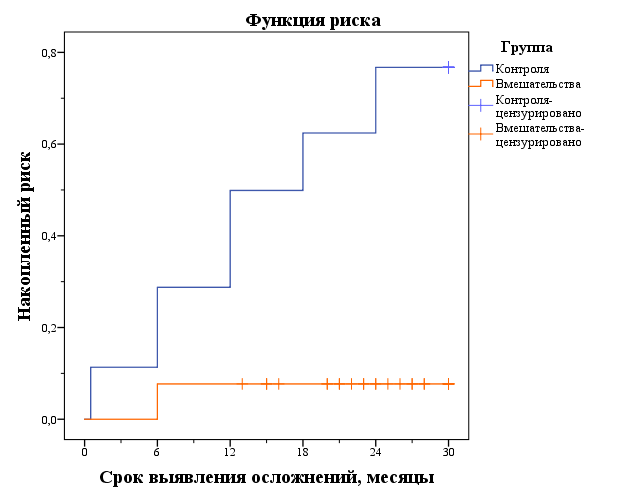 Функция риска
Группа
Контроля
Вмешательства
Контроля-
цензурировано
Вмешательства-
цензурировано
Накопленный риск
0,8
0,6
0,4
0,2
0,0
0
6
12
18
24
30
Срок выявления осложнений, месяцы